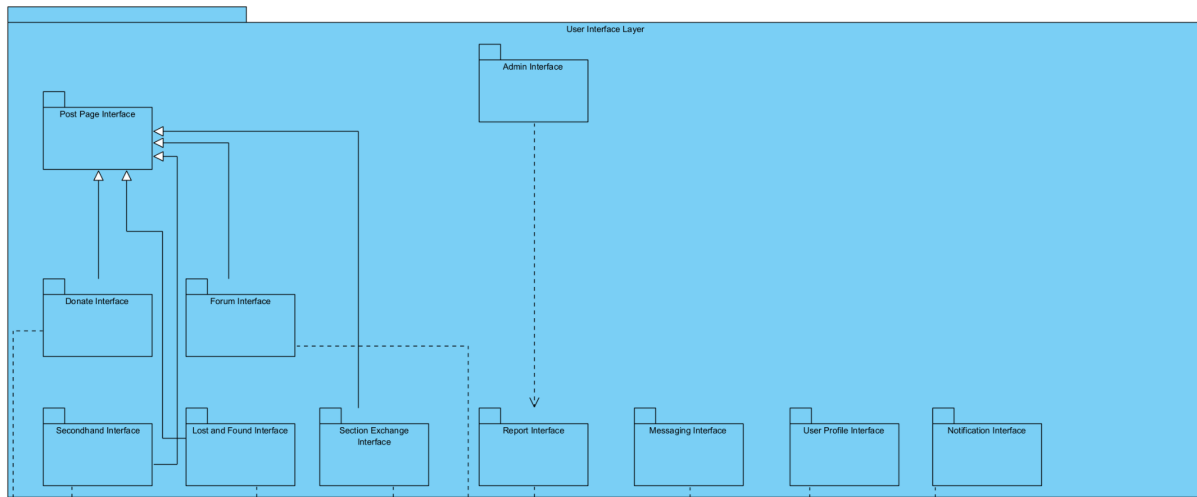 User Interface Layer
Admin Interface
Post Page Interface
Donate Interface
Forum Interface
Secondhand Interface
Lost and Found Interface
Section Exchange
Interface
Report Interface
Messaging Interface
User Profile Interface
Notification Interface